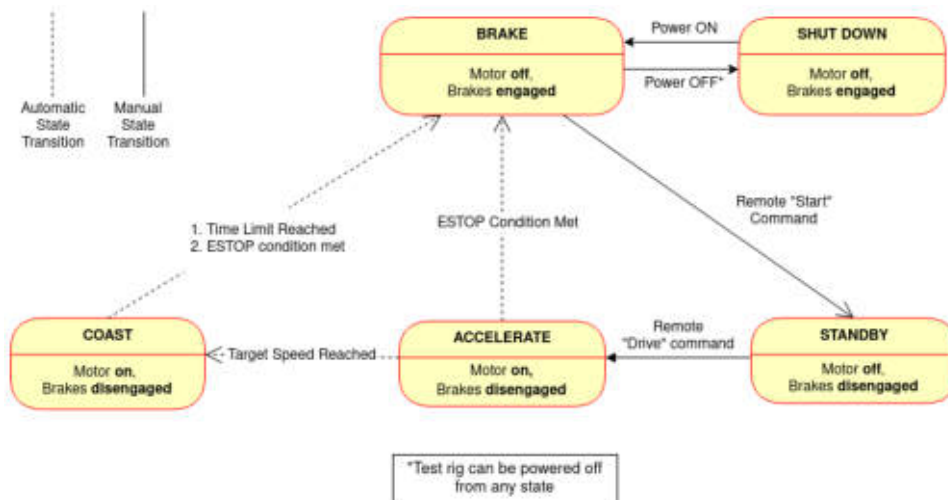 BRAKE
Motor off,
Brakes engaged
Power ON
Power OFF*
SHUT DOWN
Motor off,
Brakes engaged
Automatic
State
Transition
Manual
State
Transition
1. Time Limit Reached
2. ESTOP condition met
ESTOP Condition Met
Remote "Start"
Command
COAST
Motor on,
Brakes disengaged
Target Speed Reached
ACCELERATE
Motor on,
Brakes disengaged
Remote
"Drive" command
STANDBY
Motor off,
Brakes disengaged
*Test rig can be powered off
from any state